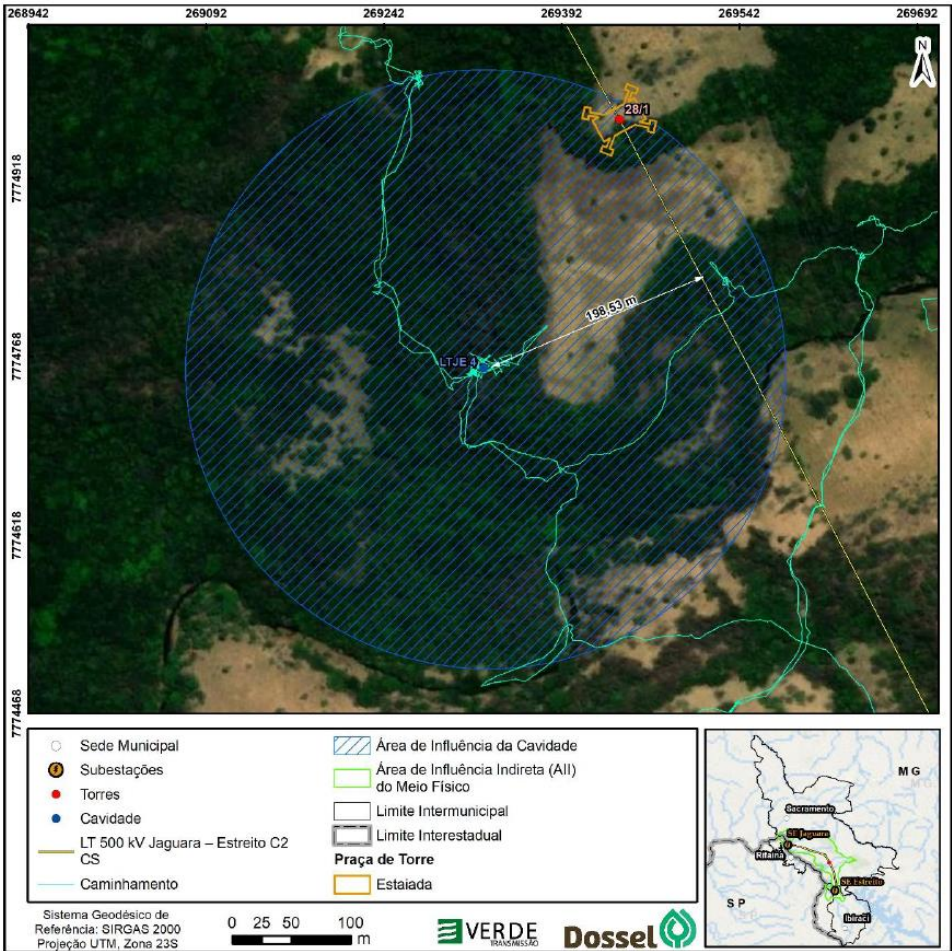 268942 269092 269242 269392 269542 269692
7774918
7774768
7774618
7774468
N
28/1
198,53 m
LTJE 4
Sede Municipal
Subestações
Torres
Cavidade
LT 500 kV Jaguara – Estreito C2
CS
Caminhamento
Área de Influência da Cavidade
Área de Influência Indireta (AII)
do Meio Físico
Limite Intermunicipal
Limite Interestadual
Praça de Torre
Estaiada
M G
Sacramento
SE Jaguara
Rifaina
SE Estreito
S P
Ibiraci
Sistema Geodésico de
Referência: SIRGAS 2000
Projeção UTM, Zona 23S
0 25 50 100
m
VERDE
TRANSMISSÃO
Dossel